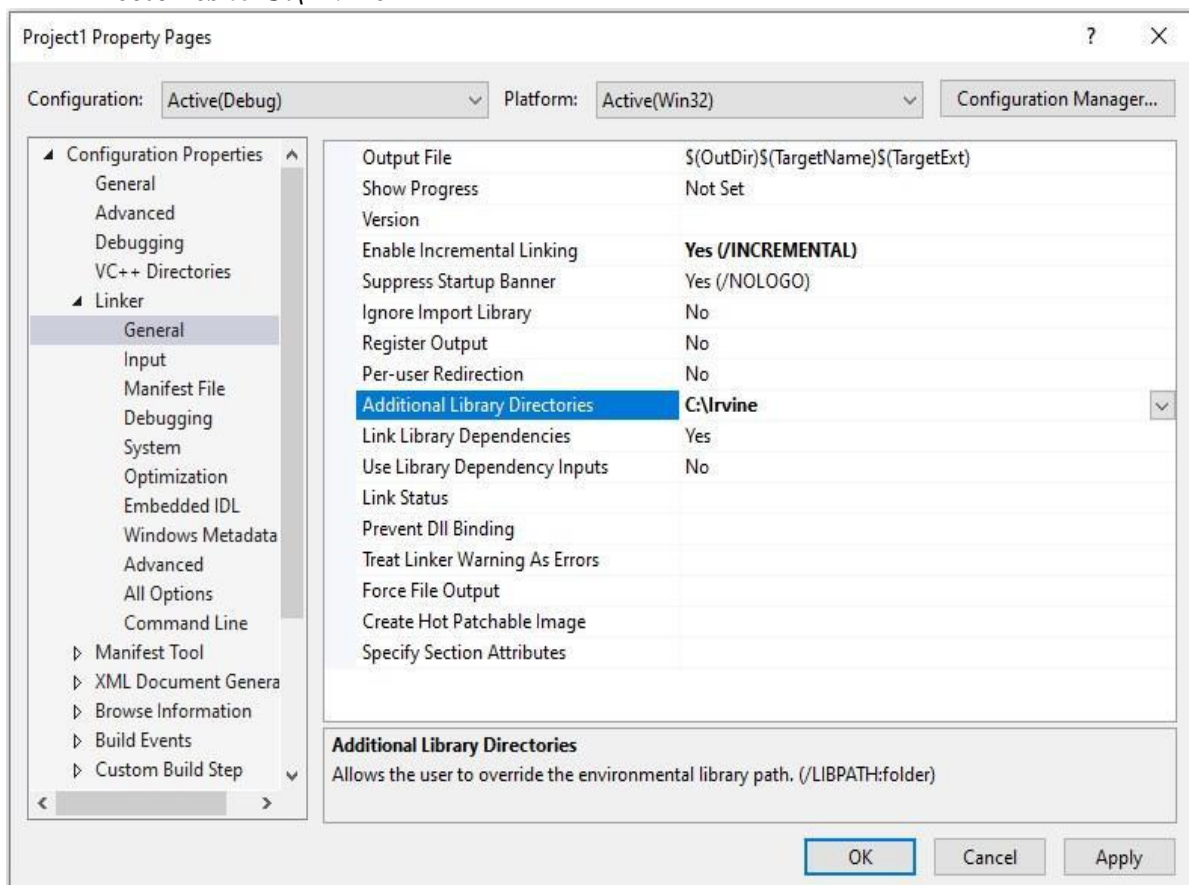 Project1 Property Pages ? ×
Configuration: Active(Debug) Platform: Active(Win32) Configuration Manager...
Configuration Properties
General
Advanced
Debugging
VC++ Directories
Linker
General
Input
Manifest File
Debugging
System
Optimization
Embedded IDL
Windows Metadata
Advanced
All Options
Command Line
Manifest Tool
XML Document Genera
Browse Information
Build Events
Custom Build Step
Output File $(OutDir)$(TargetName)$(TargetExt)
Show Progress Not Set
Version
Enable Incremental Linking Yes (/INCREMENTAL)
Suppress Startup Banner Yes (/NOLOGO)
Ignore Import Library No
Register Output No
Per-user Redirection No
Additional Library Directories C:\Irvine
Link Library Dependencies Yes
Use Library Dependency Inputs No
Link Status
Prevent Dll Binding
Treat Linker Warning As Errors
Force File Output
Create Hot Patchable Image
Specify Section Attributes
Additional Library Directories
Allows the user to override the environmental library path. (/LIBPATH:folder)
OK Cancel Apply